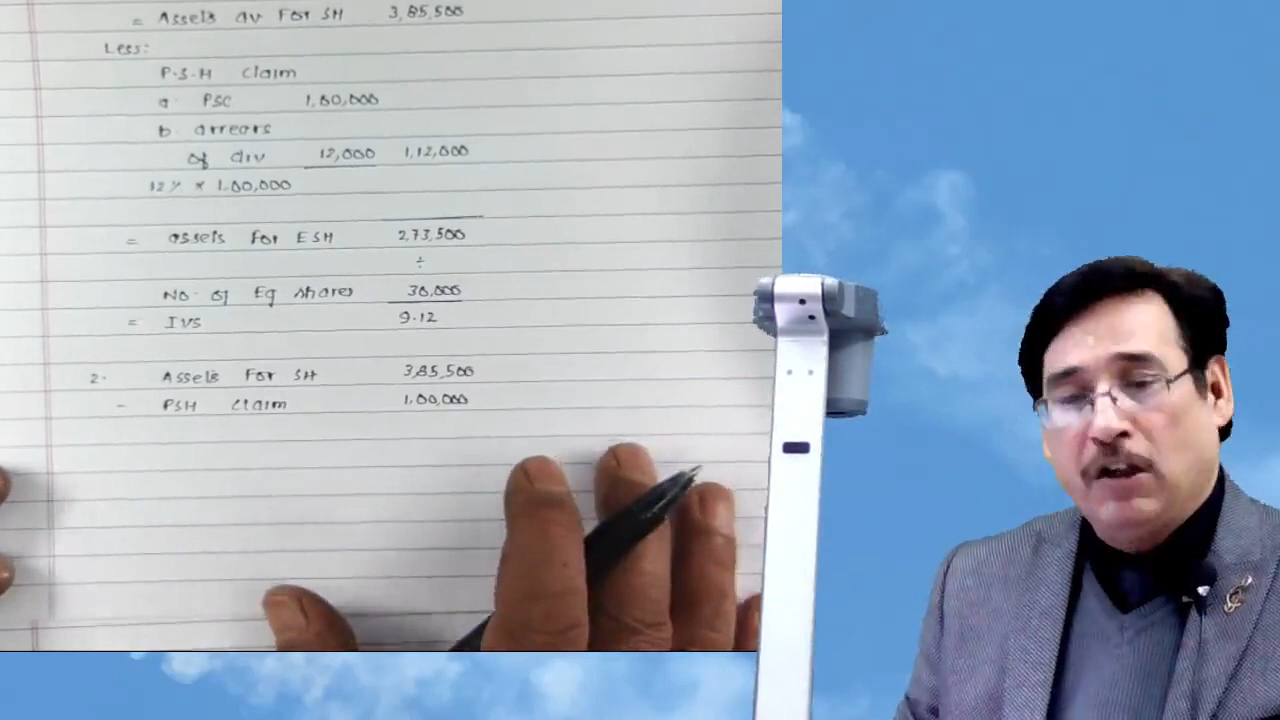 = Assets av For SH 3,85,500
Less:
P.S.H Claim
a. PSC 1,00,000
b. arrears
of div 12,000 1,12,000
12% × 1,00,000
= assets For ESH 2,73,500
÷
No. of Eq shares 30,000
= IVS 9.12
2. Assets For SH 3,85,500
- PSH Claim 1,00,000